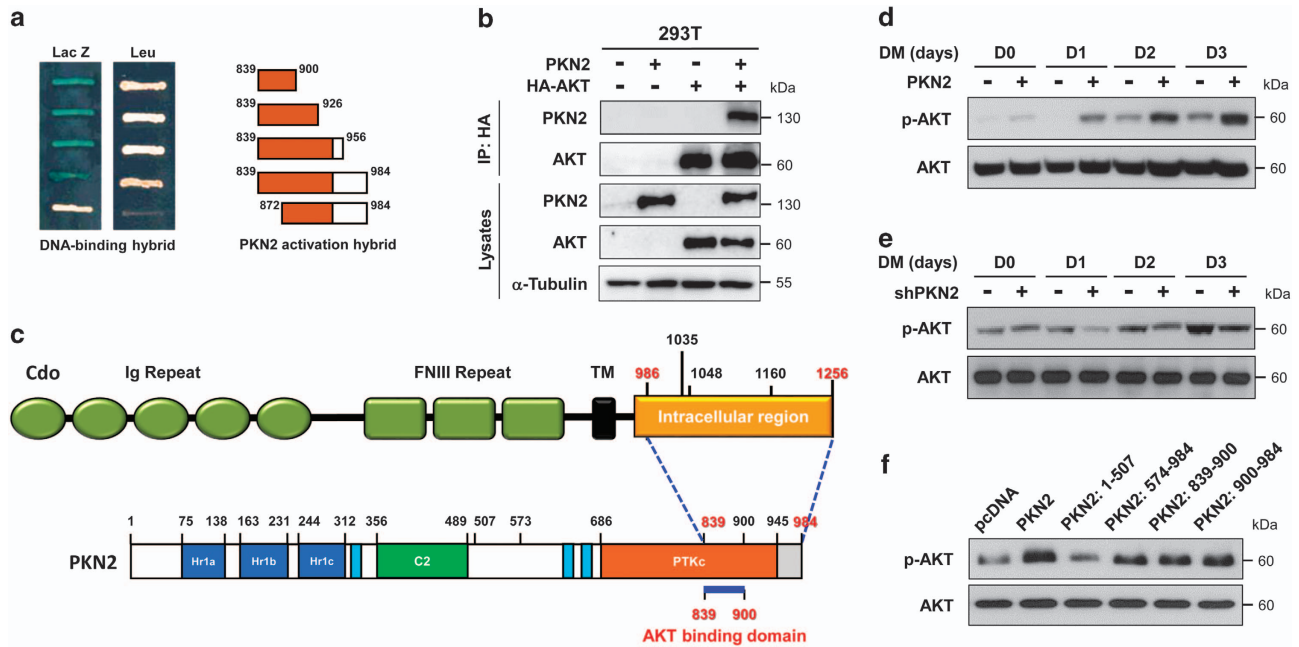 a
Lac Z Leu
DNA-binding hybrid
839 900
839 926
839 956
839 984
872 984
PKN2 activation hybrid
b
293T
PKN2 - + - +
HA-AKT - - + + kDa
IP: HA
PKN2 130
AKT 60
Lysates
PKN2 130
AKT 60
α-Tubulin 55
c
Cdo Ig Repeat FNIII Repeat TM
986 1035 1048 1160 1256
Intracellular region
1 75 138 163 231 244 312 356 489 507 573 686 839 900 945 984
PKN2 Hr1a Hr1b Hr1c C2 PTKc
839 900
AKT binding domain
d
DM (days) D0 D1 D2 D3
PKN2 - + - + - + - + kDa
p-AKT 60
AKT 60
e
DM (days) D0 D1 D2 D3
shPKN2 - + - + - + - + kDa
p-AKT 60
AKT 60
f
pcDNA PKN2 PKN2: 1-507 PKN2: 574-984 PKN2: 839-900 PKN2: 900-984
kDa
p-AKT 60
AKT 60